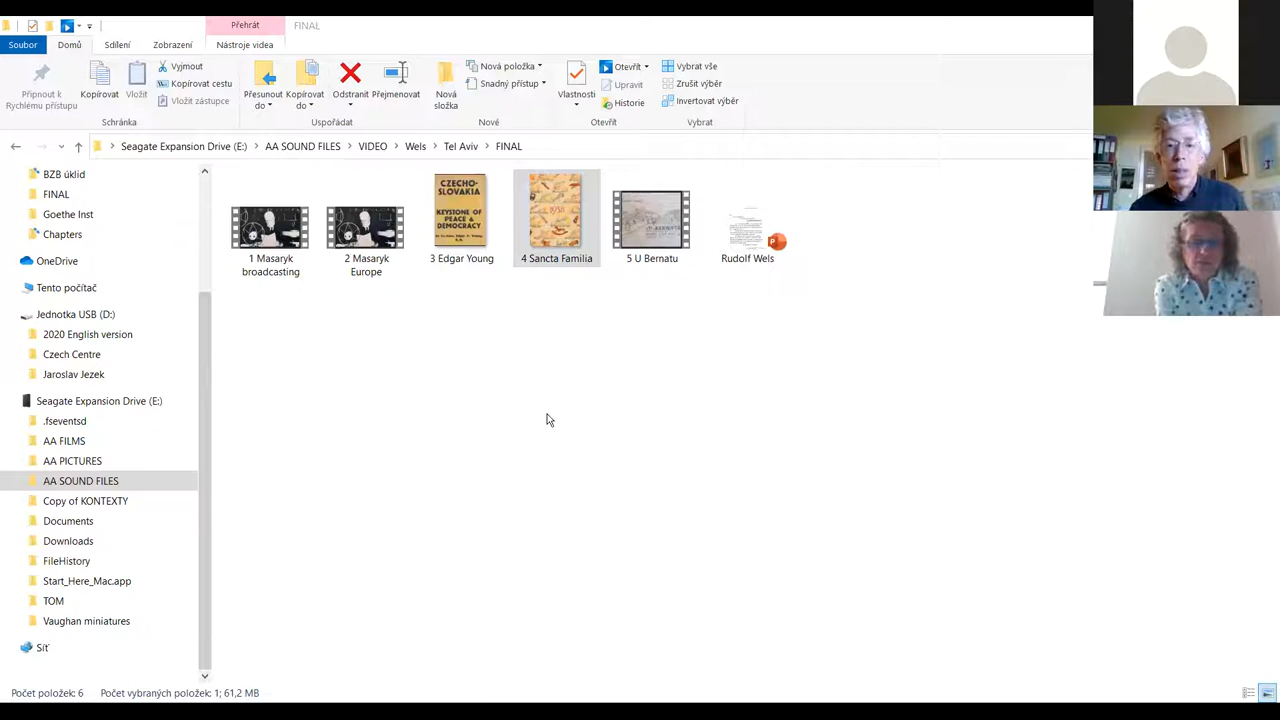 Přehrát
FINAL
Soubor
Domů
Sdílení
Zobrazení
Nástroje videa
Připnout k
Rychlému přístupu
Kopírovat
Vložit
Vyjmout
Kopírovat cestu
Vložit zástupce
Schránka
Přesunout
do
Kopírovat
do
Odstranit
Přejmenovat
Uspořádat
Nová
složka
Nová položka
Snadný přístup
Nové
Vlastnosti
Otevřít
Upravit
Historie
Otevřít
Vybrat vše
Zrušit výběr
Invertovat výběr
Vybrat
Seagate Expansion Drive (E:) > AA SOUND FILES > VIDEO > Wels > Tel Aviv > FINAL
BZB úklid
FINAL
Goethe Inst
Chapters
OneDrive
Tento počítač
Jednotka USB (D:)
2020 English version
Czech Centre
Jaroslav Jezek
Seagate Expansion Drive (E:)
.fseventsd
AA FILMS
AA PICTURES
AA SOUND FILES
Copy of KONTEXTY
Documents
Downloads
FileHistory
Start_Here_Mac.app
TOM
Vaughan miniatures
Síť
1 Masaryk
broadcasting
2 Masaryk
Europe
CZECHO-
SLOVAKIA
KEYSTONE OF
PEACE &
DEMOCRACY
3 Edgar Young
4 Sancta Familia
5 U Bernatu
P
Rudolf Wels
Počet položek: 6
Počet vybraných položek: 1; 61,2 MB